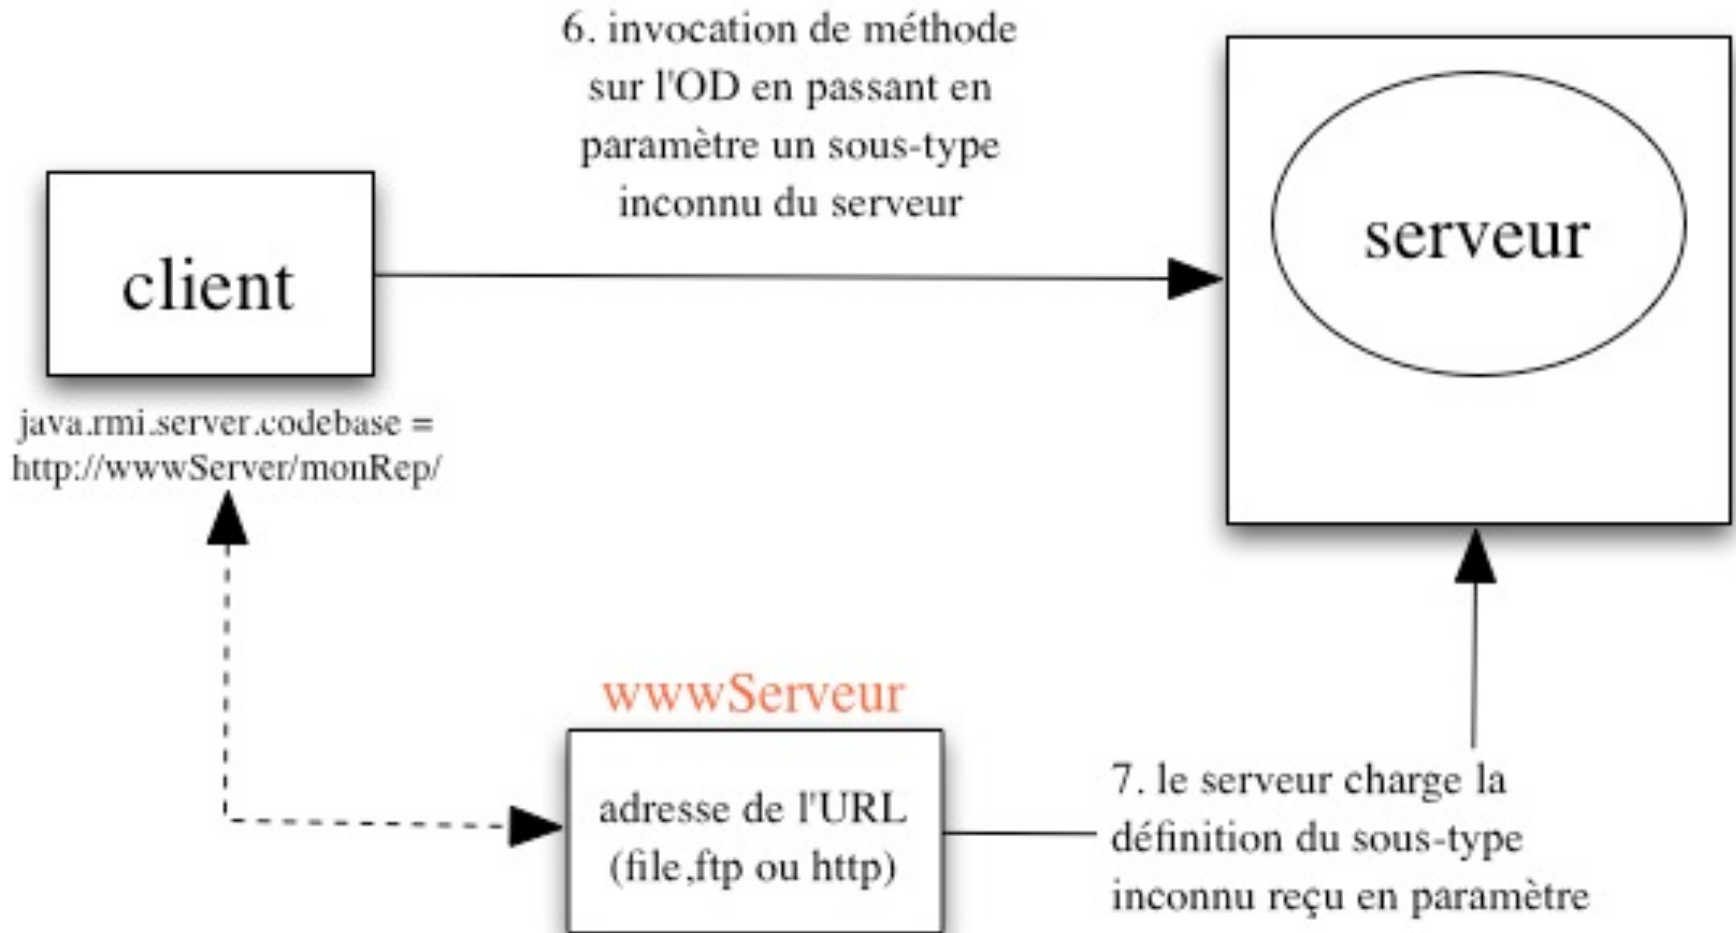 6. invocation de méthode
sur l'OD en passant en
paramètre un sous-type
inconnu du serveur
client
serveur
java.rmi.server.codebase =
http://wwwServer/monRep/
wwwServeur
adresse de l'URL
(file,ftp ou http)
7. le serveur charge la
définition du sous-type
inconnu reçu en paramètre